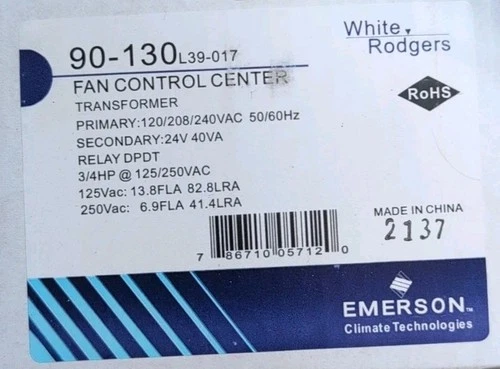 90-130L39-017
White
Rodgers
FAN CONTROL CENTER
RoHS
TRANSFORMER
PRIMARY:120/208/240VAC 50/60Hz
SECONDARY:24V 40VA
RELAY DPDT
3/4HP @ 125/250VAC
125Vac: 13.8FLA 82.8LRA
250Vac: 6.9FLA 41.4LRA
MADE IN CHINA
2137
7 86710 05712 0
EMERSON™
Climate Technologies